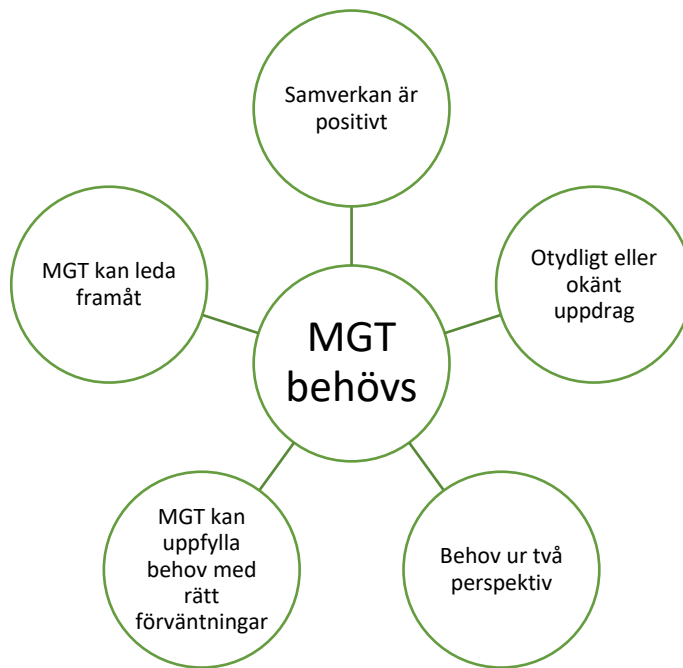 Samverkan är
positivt
MGT kan leda
framåt
Otydligt eller
okänt
uppdrag
MGT
behövs
MGT kan
uppfylla
behov med
rätt
förväntningar
Behov ur två
perspektiv